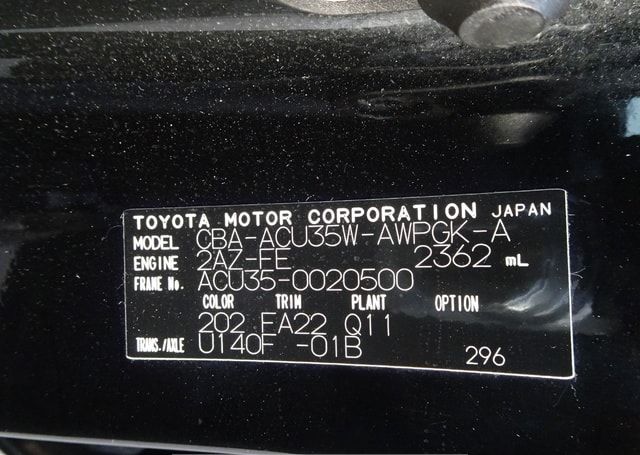 TOYOTA MOTOR CORPORATION JAPAN
MODEL CBA-ACU35W-AWPGK-A
ENGINE 2AZ-FE 2362 mL
FRAME No. ACU35-0020500
COLOR TRIM PLANT OPTION
202 FA22 Q11
TRANS./AXLE U140F -01B 296